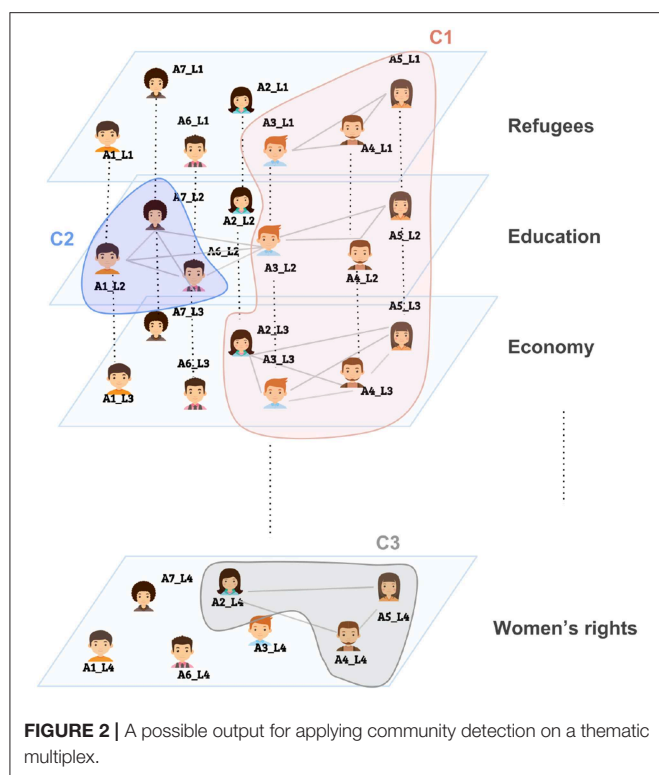 C1
A7_L1
A5_L1
A2_L1
A6_L1
A3_L1
Refugees
A1_L1
A4_L1
A7_L2
C2
A2_L2
A5_L2
Education
A6_L2
A3_L2
A1_L2
A4_L2
A7_L3
A5_L3
A2_L3
Economy
A6_L3
A3_L3
A1_L3
A4_L3
C3
A7_L4
A2_L4
A5_L4
Women's rights
A3_L4
A1_L4
A6_L4
A4_L4
FIGURE 2 | A possible output for applying community detection on a thematic
multiplex.